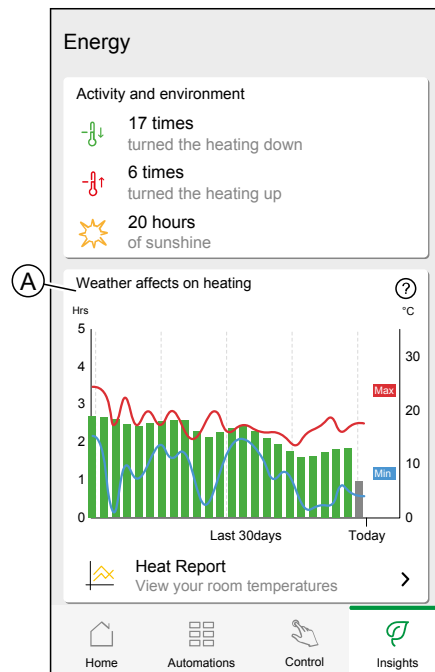 Energy
Activity and environment
17 times
turned the heating down
6 times
turned the heating up
20 hours
of sunshine
A
Weather affects on heating
?
Hrs
°C
5
4
3
2
1
0
30
20
10
0
Max
Min
Last 30days
Today
Heat Report
View your room temperatures
Home
Automations
Control
Insights